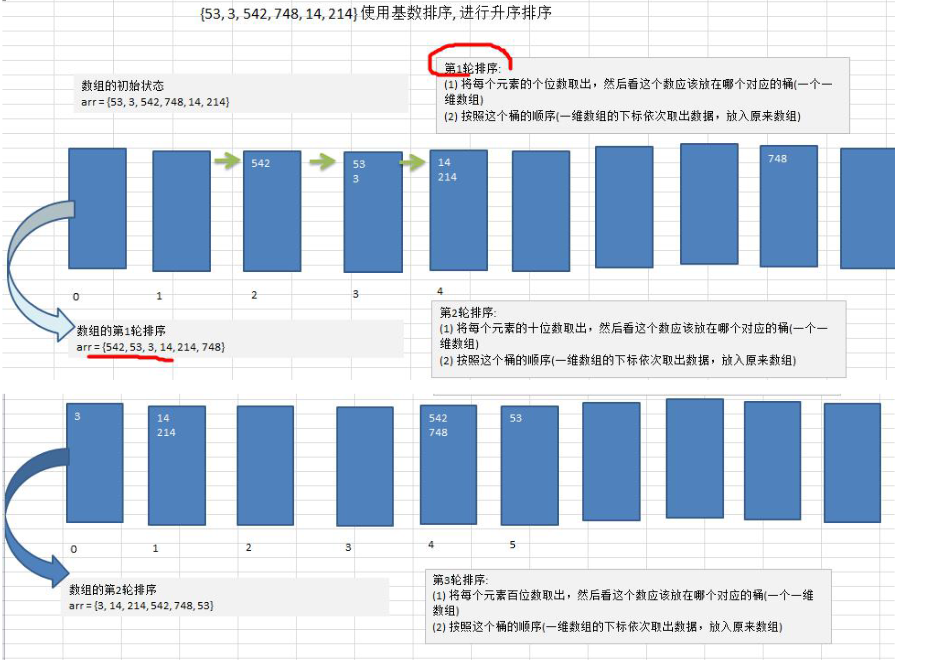 {53, 3, 542, 748, 14, 214} 使用基数排序, 进行升序排序
数组的初始状态
arr = {53, 3, 542, 748, 14, 214}
第1轮排序:
(1) 将每个元素的个位数取出，然后看这个数应该放在哪个对应的桶(一个一
维数组)
(2) 按照这个桶的顺序(一维数组的下标依次取出数据，放入原来数组)
542
53
3
14
214
748
0
1
2
3
4
数组的第1轮排序
arr = {542, 53, 3, 14, 214, 748}
第2轮排序:
(1) 将每个元素的十位数取出，然后看这个数应该放在哪个对应的桶(一个一
维数组)
(2) 按照这个桶的顺序(一维数组的下标依次取出数据，放入原来数组)
3
14
214
542
748
53
0
1
2
3
4
5
数组的第2轮排序
arr = {3, 14, 214, 542, 748, 53}
第3轮排序:
(1) 将每个元素百位数取出，然后看这个数应该放在哪个对应的桶(一个一维
数组)
(2) 按照这个桶的顺序(一维数组的下标依次取出数据，放入原来数组)